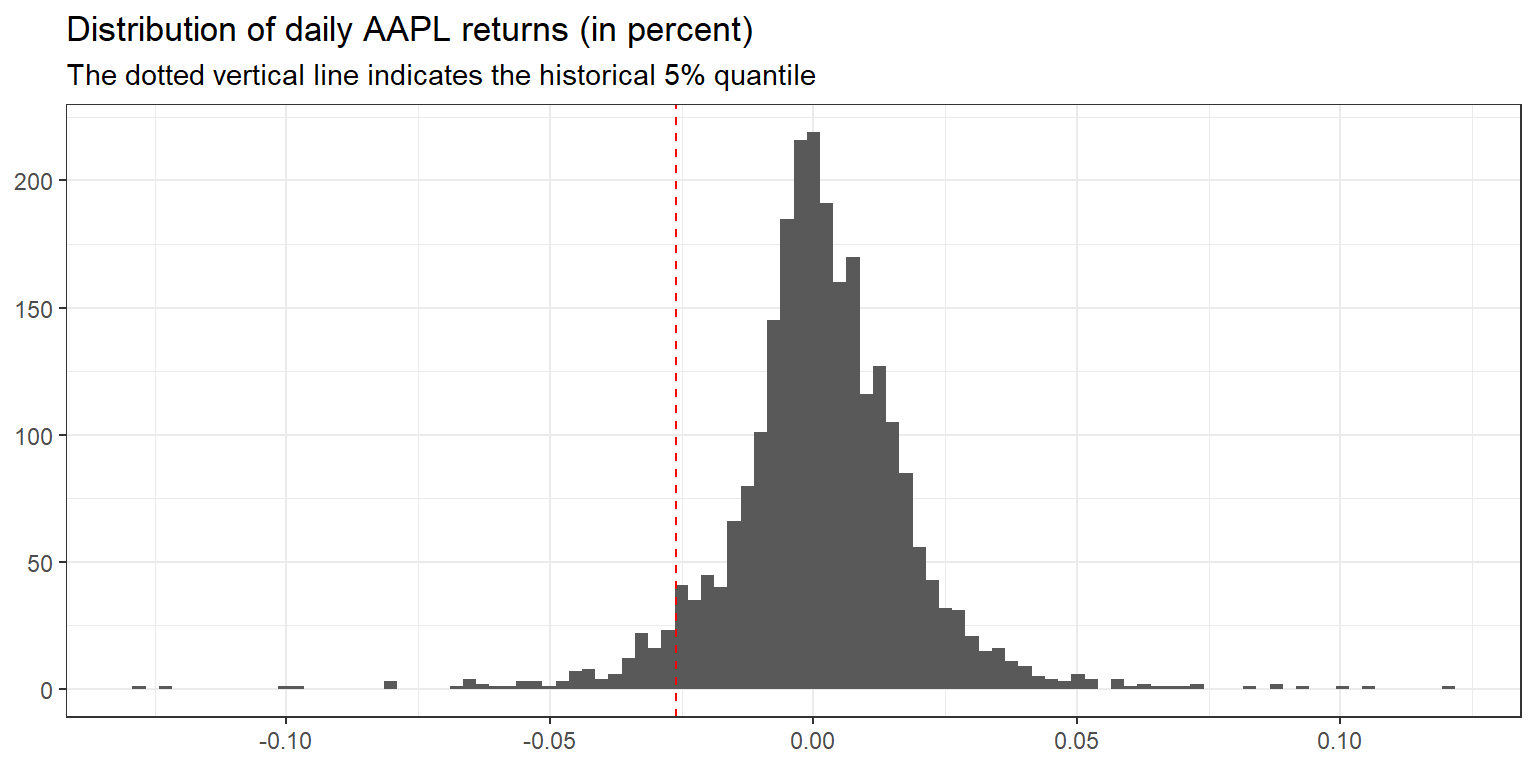 Distribution of daily AAPL returns (in percent)
The dotted vertical line indicates the historical 5% quantile
200
150
100
50
0
-0.10 -0.05 0.00 0.05 0.10